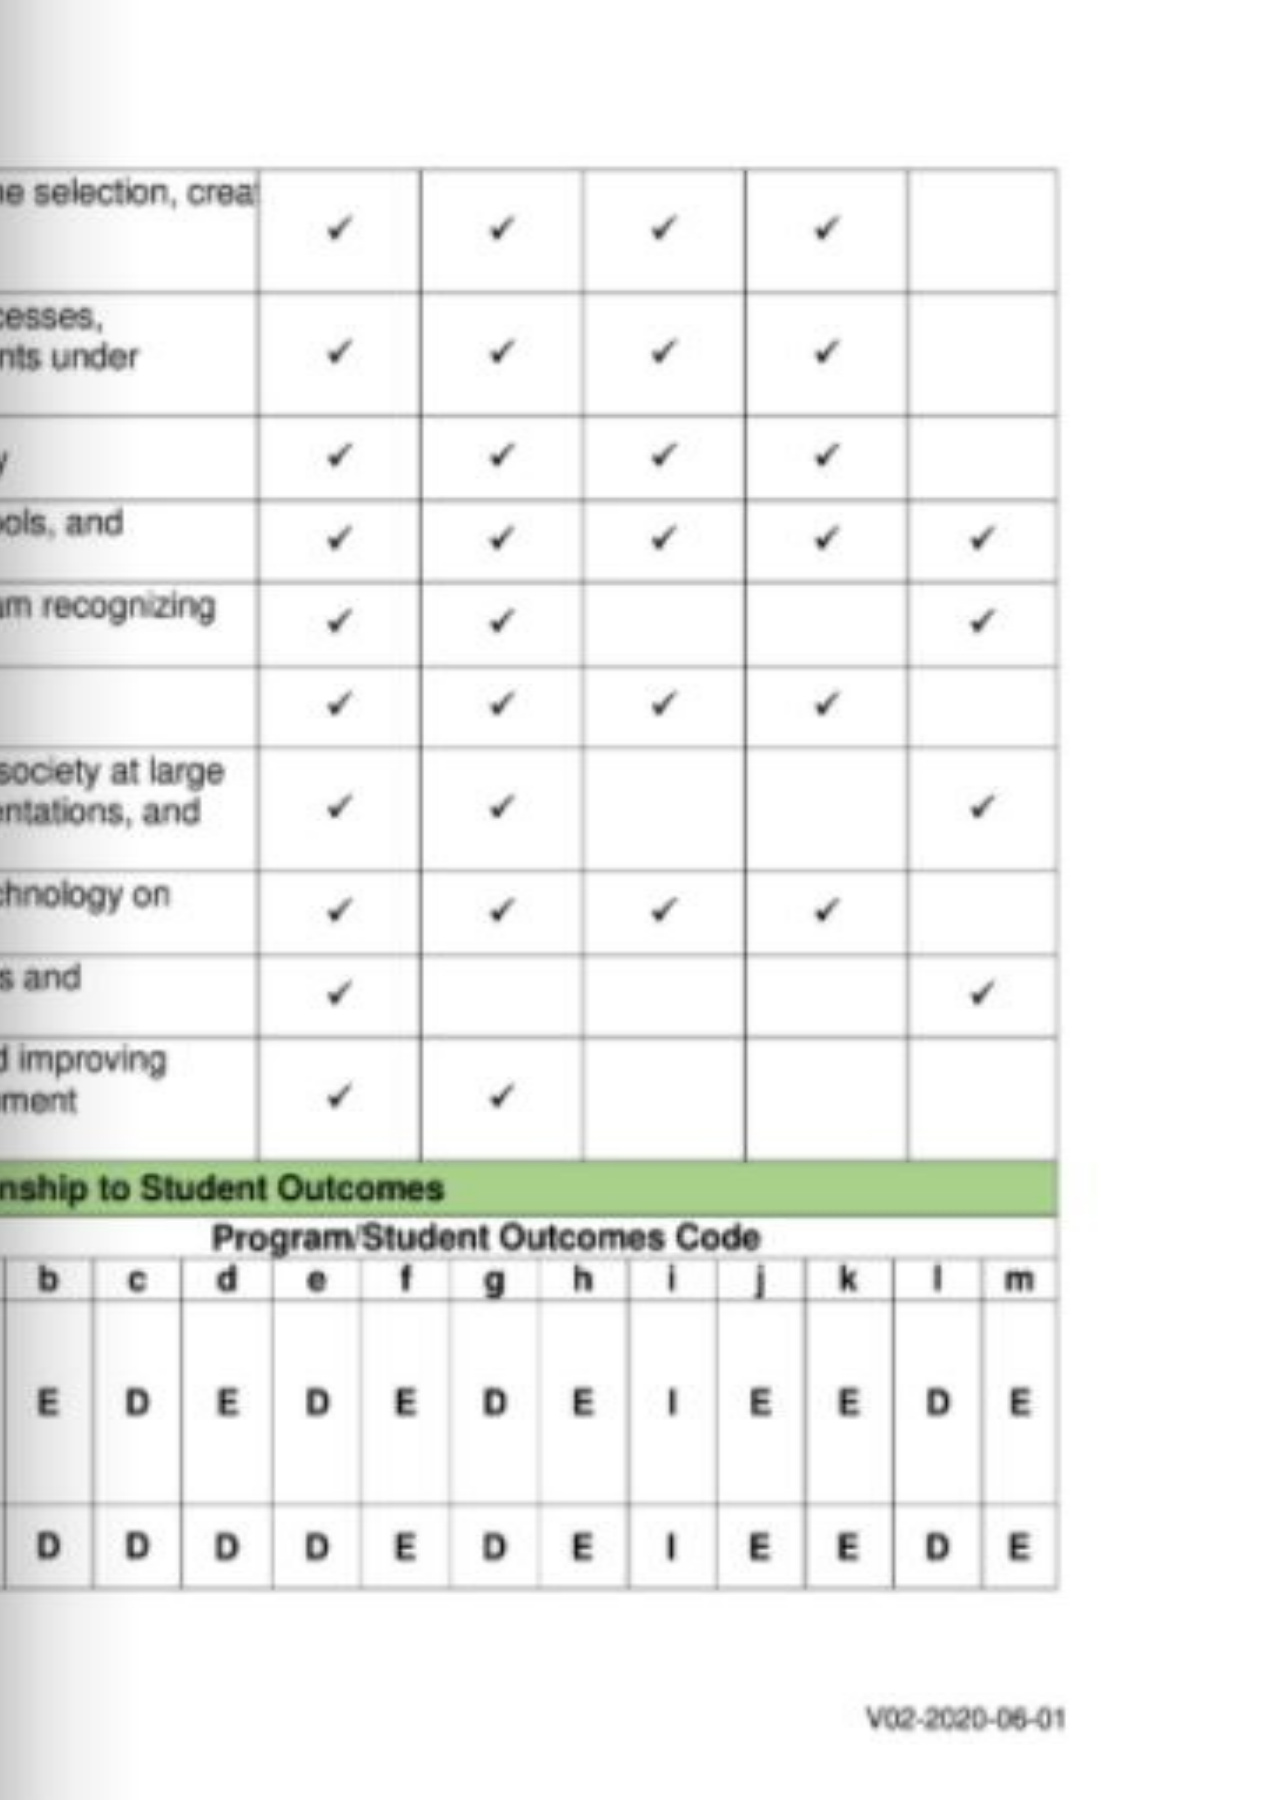 ne selection, creat
✔ ✔ ✔ ✔
cesses,
nts under
✔ ✔ ✔ ✔
y ✔ ✔ ✔ ✔
ools, and
✔ ✔ ✔ ✔ ✔
am recognizing
✔ ✔ ✔
✔ ✔ ✔ ✔
society at large
entations, and
✔ ✔ ✔
chnology on
✔ ✔ ✔ ✔
s and
✔ ✔
d improving
ment
✔ ✔
nship to Student Outcomes
Program/Student Outcomes Code
b c d e f g h i j k l m
E D E D E D E I E E D E
D D D D E D E I E E D E
V02-2020-06-01